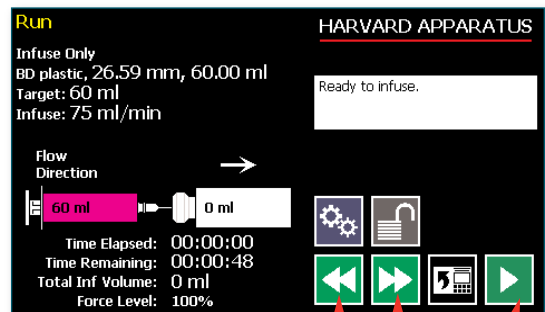 Run
HARVARD APPARATUS
Infuse Only
BD plastic, 26.59 mm, 60.00 ml
Target: 60 ml
Infuse: 75 ml/min
Ready to infuse.
Flow
Direction
60 ml
0 ml
Time Elapsed: 00:00:00
Time Remaining: 00:00:48
Total Inf Volume: 0 ml
Force Level: 100%